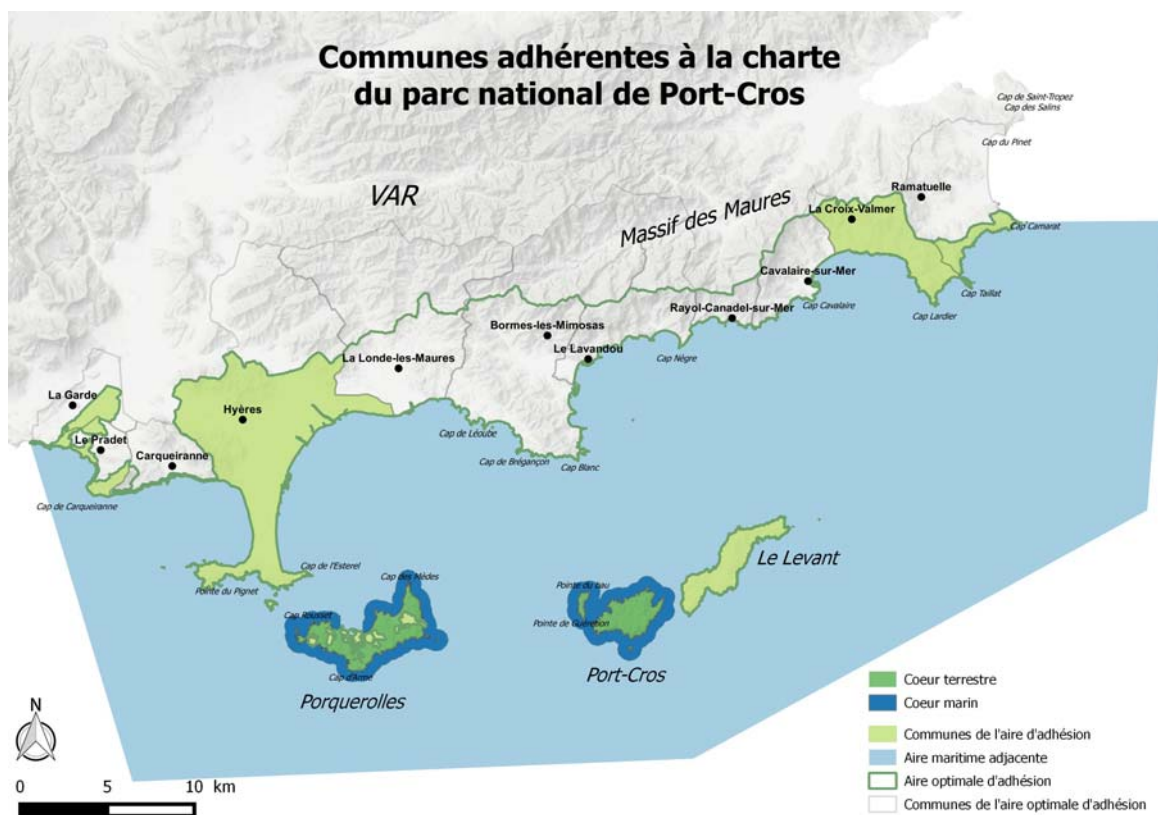 Communes adhérentes à la charte
du parc national de Port-Cros
Cap de Saint-Tropez
Cap des Salins
Cap du Pinet
VAR
Massif des Maures
Ramatuelle
La Croix-Valmer
Cap Camarat
Cavalaire-sur-Mer
Cap Taillat
Cap Cavalaire
Rayol-Canadel-sur-Mer
Cap Lardier
Bormes-les-Mimosas
Le Lavandou
Cap Nègre
La Londe-les-Maures
La Garde
Hyères
Cap de Léoube
Le Pradet
Carqueiranne
Cap de Brégançon
Cap Blanc
Cap de Carqueiranne
Le Levant
Cap de l'Esterel
Cap des Mèdes
Pointe du Pignet
Pointe du Lau
Cap Rousset
Pointe de Guérition
Cap d'Arme
Port-Cros
Porquerolles
Coeur terrestre
Coeur marin
Communes de l'aire d'adhésion
Aire maritime adjacente
Aire optimale d'adhésion
Communes de l'aire optimale d'adhésion
N
0 5 10 km